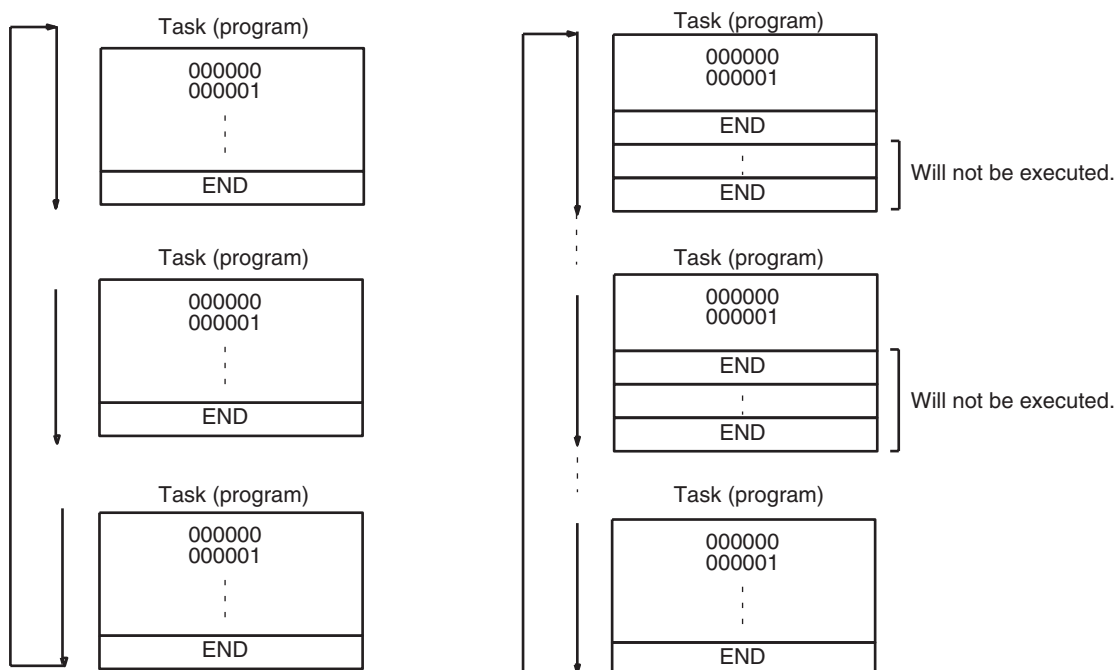 Task (program)
000000
000001
END
Task (program)
000000
000001
END
Task (program)
000000
000001
END
Task (program)
000000
000001
END
END
Will not be executed.
Task (program)
000000
000001
END
END
Will not be executed.
Task (program)
000000
000001
END